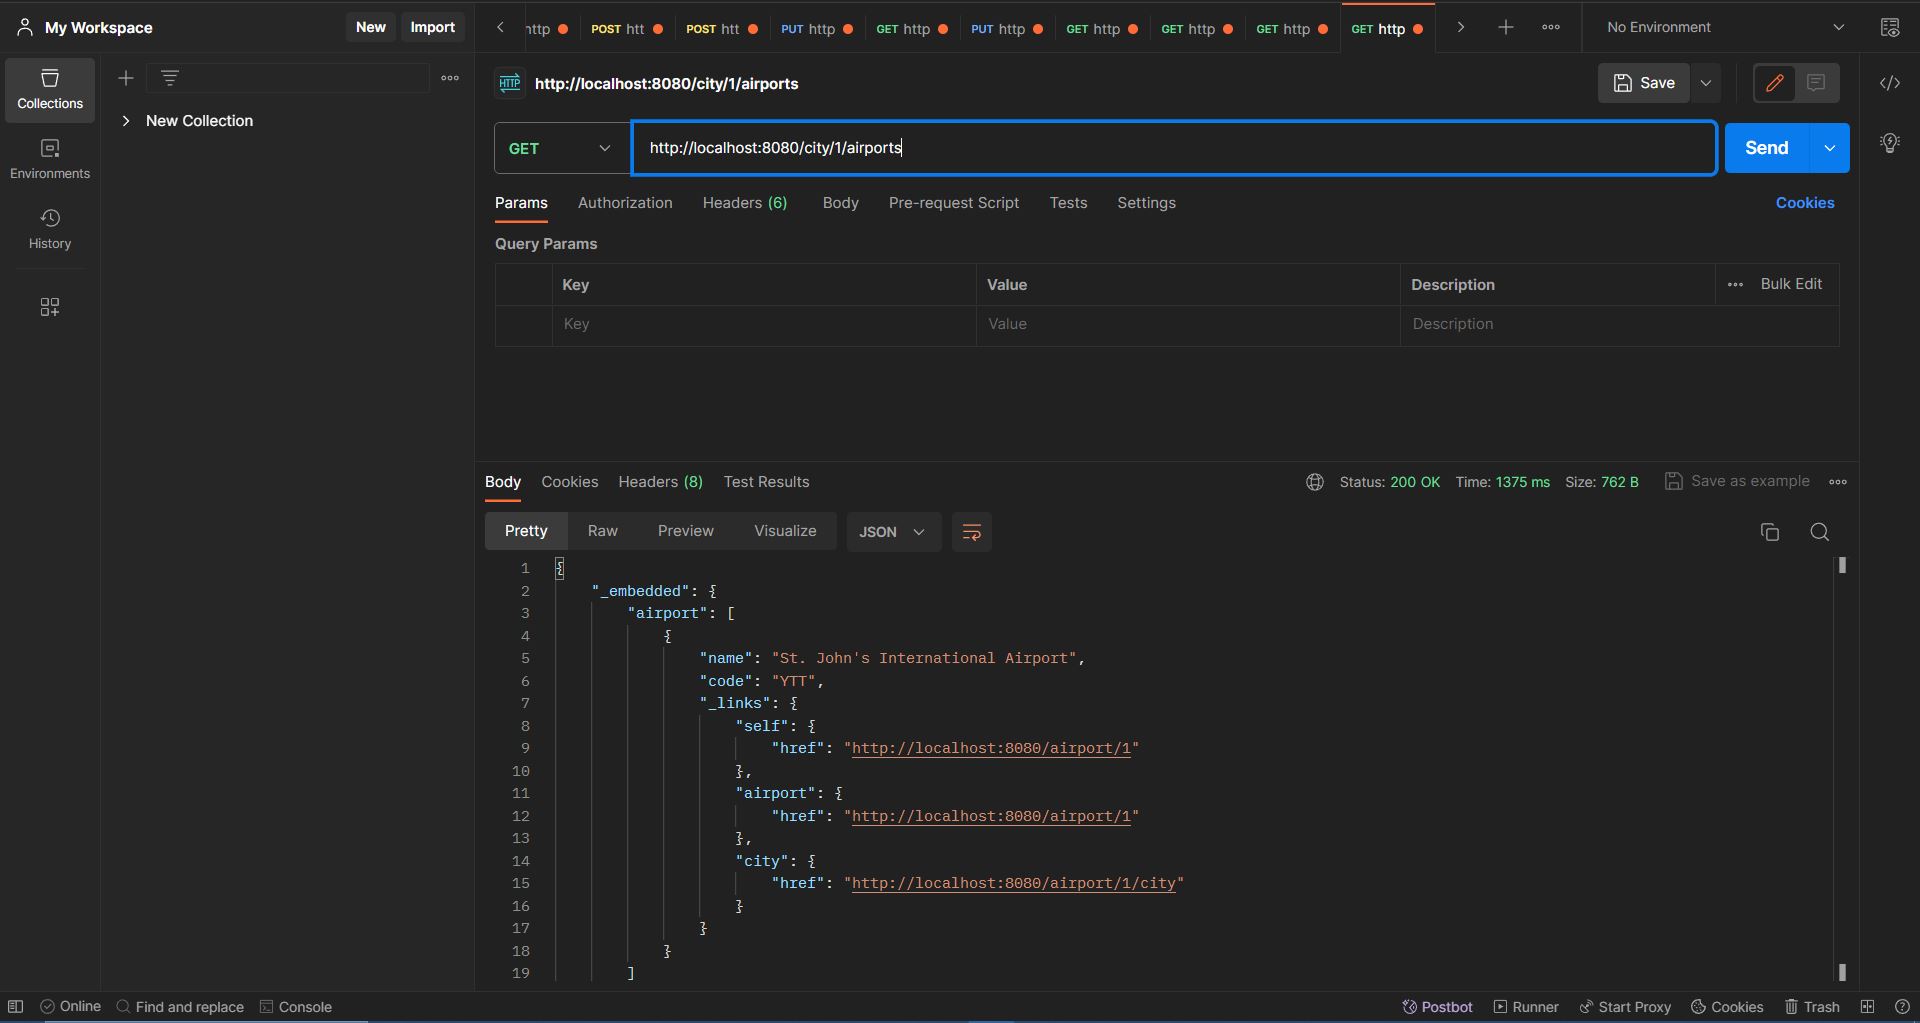 My Workspace
New
Import
http
POST htt
POST htt
PUT http
GET http
PUT http
GET http
GET http
GET http
GET http
No Environment
Collections
New Collection
HTTP
http://localhost:8080/city/1/airports
Save
Environments
GET
http://localhost:8080/city/1/airports
Send
History
Params
Authorization
Headers (6)
Body
Pre-request Script
Tests
Settings
Cookies
Query Params
Key
Value
Description
Bulk Edit
Key
Value
Description
Body
Cookies
Headers (8)
Test Results
Status: 200 OK
Time: 1375 ms
Size: 762 B
Save as example
Pretty
Raw
Preview
Visualize
JSON
1 {
2 "_embedded": {
3 "airport": [
4 {
5 "name": "St. John's International Airport",
6 "code": "YTT",
7 "_links": {
8 "self": {
9 "href": "http://localhost:8080/airport/1"
10 },
11 "airport": {
12 "href": "http://localhost:8080/airport/1"
13 },
14 "city": {
15 "href": "http://localhost:8080/airport/1/city"
16 }
17 }
18 }
19 ]
Online
Find and replace
Console
Postbot
Runner
Start Proxy
Cookies
Trash